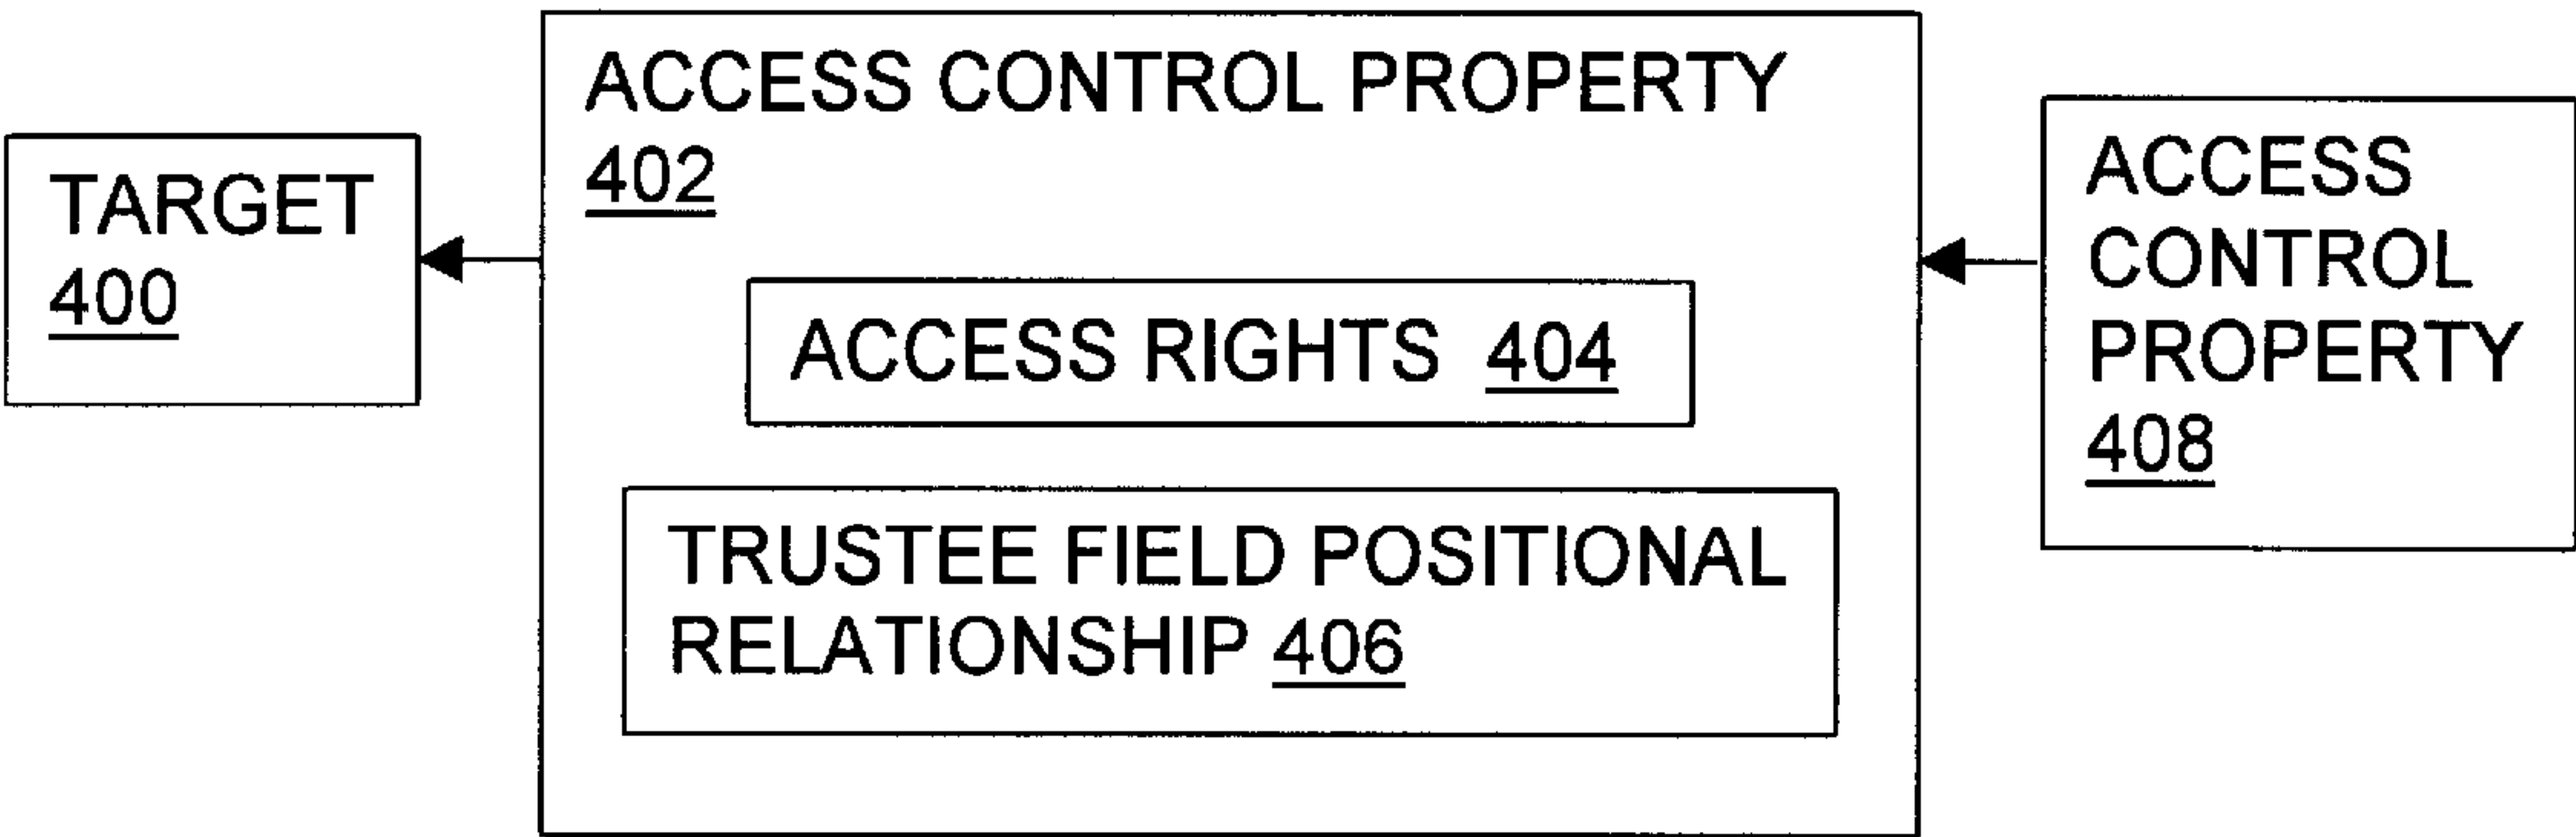 TARGET
400
ACCESS CONTROL PROPERTY
402
ACCESS RIGHTS 404
TRUSTEE FIELD POSITIONAL
RELATIONSHIP 406
ACCESS
CONTROL
PROPERTY
408